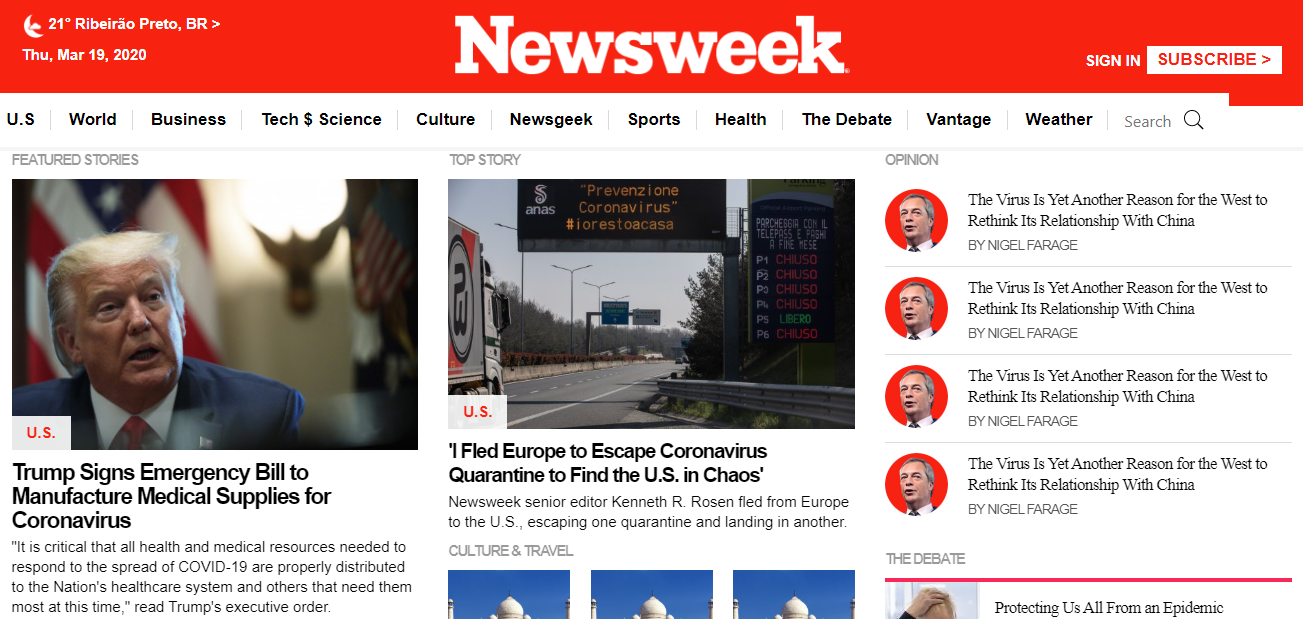 21° Ribeirão Preto, BR >
Thu, Mar 19, 2020
Newsweek
SIGN IN
SUBSCRIBE >
U.S
World
Business
Tech $ Science
Culture
Newsgeek
Sports
Health
The Debate
Vantage
Weather
Search
FEATURED STORIES
U.S.
Trump Signs Emergency Bill to
Manufacture Medical Supplies for
Coronavirus
"It is critical that all health and medical resources needed to
respond to the spread of COVID-19 are properly distributed
to the Nation's healthcare system and others that need them
most at this time," read Trump's executive order.
TOP STORY
anas
"Prevenzione
Coronavirus"
#iorestoacasa
Parking
PARCHEGGIA CON IL
TELEPASS E PAGHI
A FINE MESE
P1 CHIUSO
P2 CHIUSO
P3 CHIUSO
P4 CHIUSO
P5 LIBERO
P6 CHIUSO
U.S.
'I Fled Europe to Escape Coronavirus
Quarantine to Find the U.S. in Chaos'
Newsweek senior editor Kenneth R. Rosen fled from Europe
to the U.S., escaping one quarantine and landing in another.
CULTURE & TRAVEL
OPINION
The Virus Is Yet Another Reason for the West to
Rethink Its Relationship With China
BY NIGEL FARAGE
The Virus Is Yet Another Reason for the West to
Rethink Its Relationship With China
BY NIGEL FARAGE
The Virus Is Yet Another Reason for the West to
Rethink Its Relationship With China
BY NIGEL FARAGE
The Virus Is Yet Another Reason for the West to
Rethink Its Relationship With China
BY NIGEL FARAGE
THE DEBATE
Protecting Us All From an Epidemic